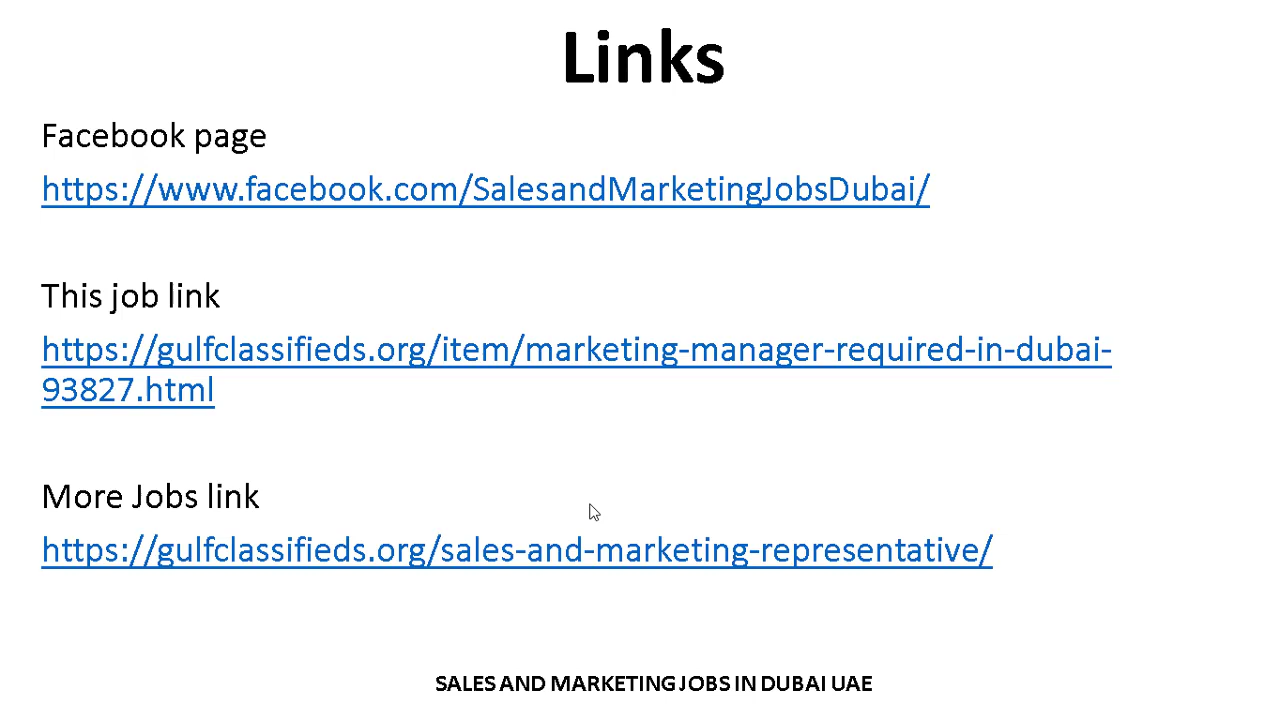 Links
Facebook page
https://www.facebook.com/SalesandMarketingJobsDubai/
This job link
https://gulfclassifieds.org/item/marketing-manager-required-in-dubai-
93827.html
More Jobs link
https://gulfclassifieds.org/sales-and-marketing-representative/
SALES AND MARKETING JOBS IN DUBAI UAE